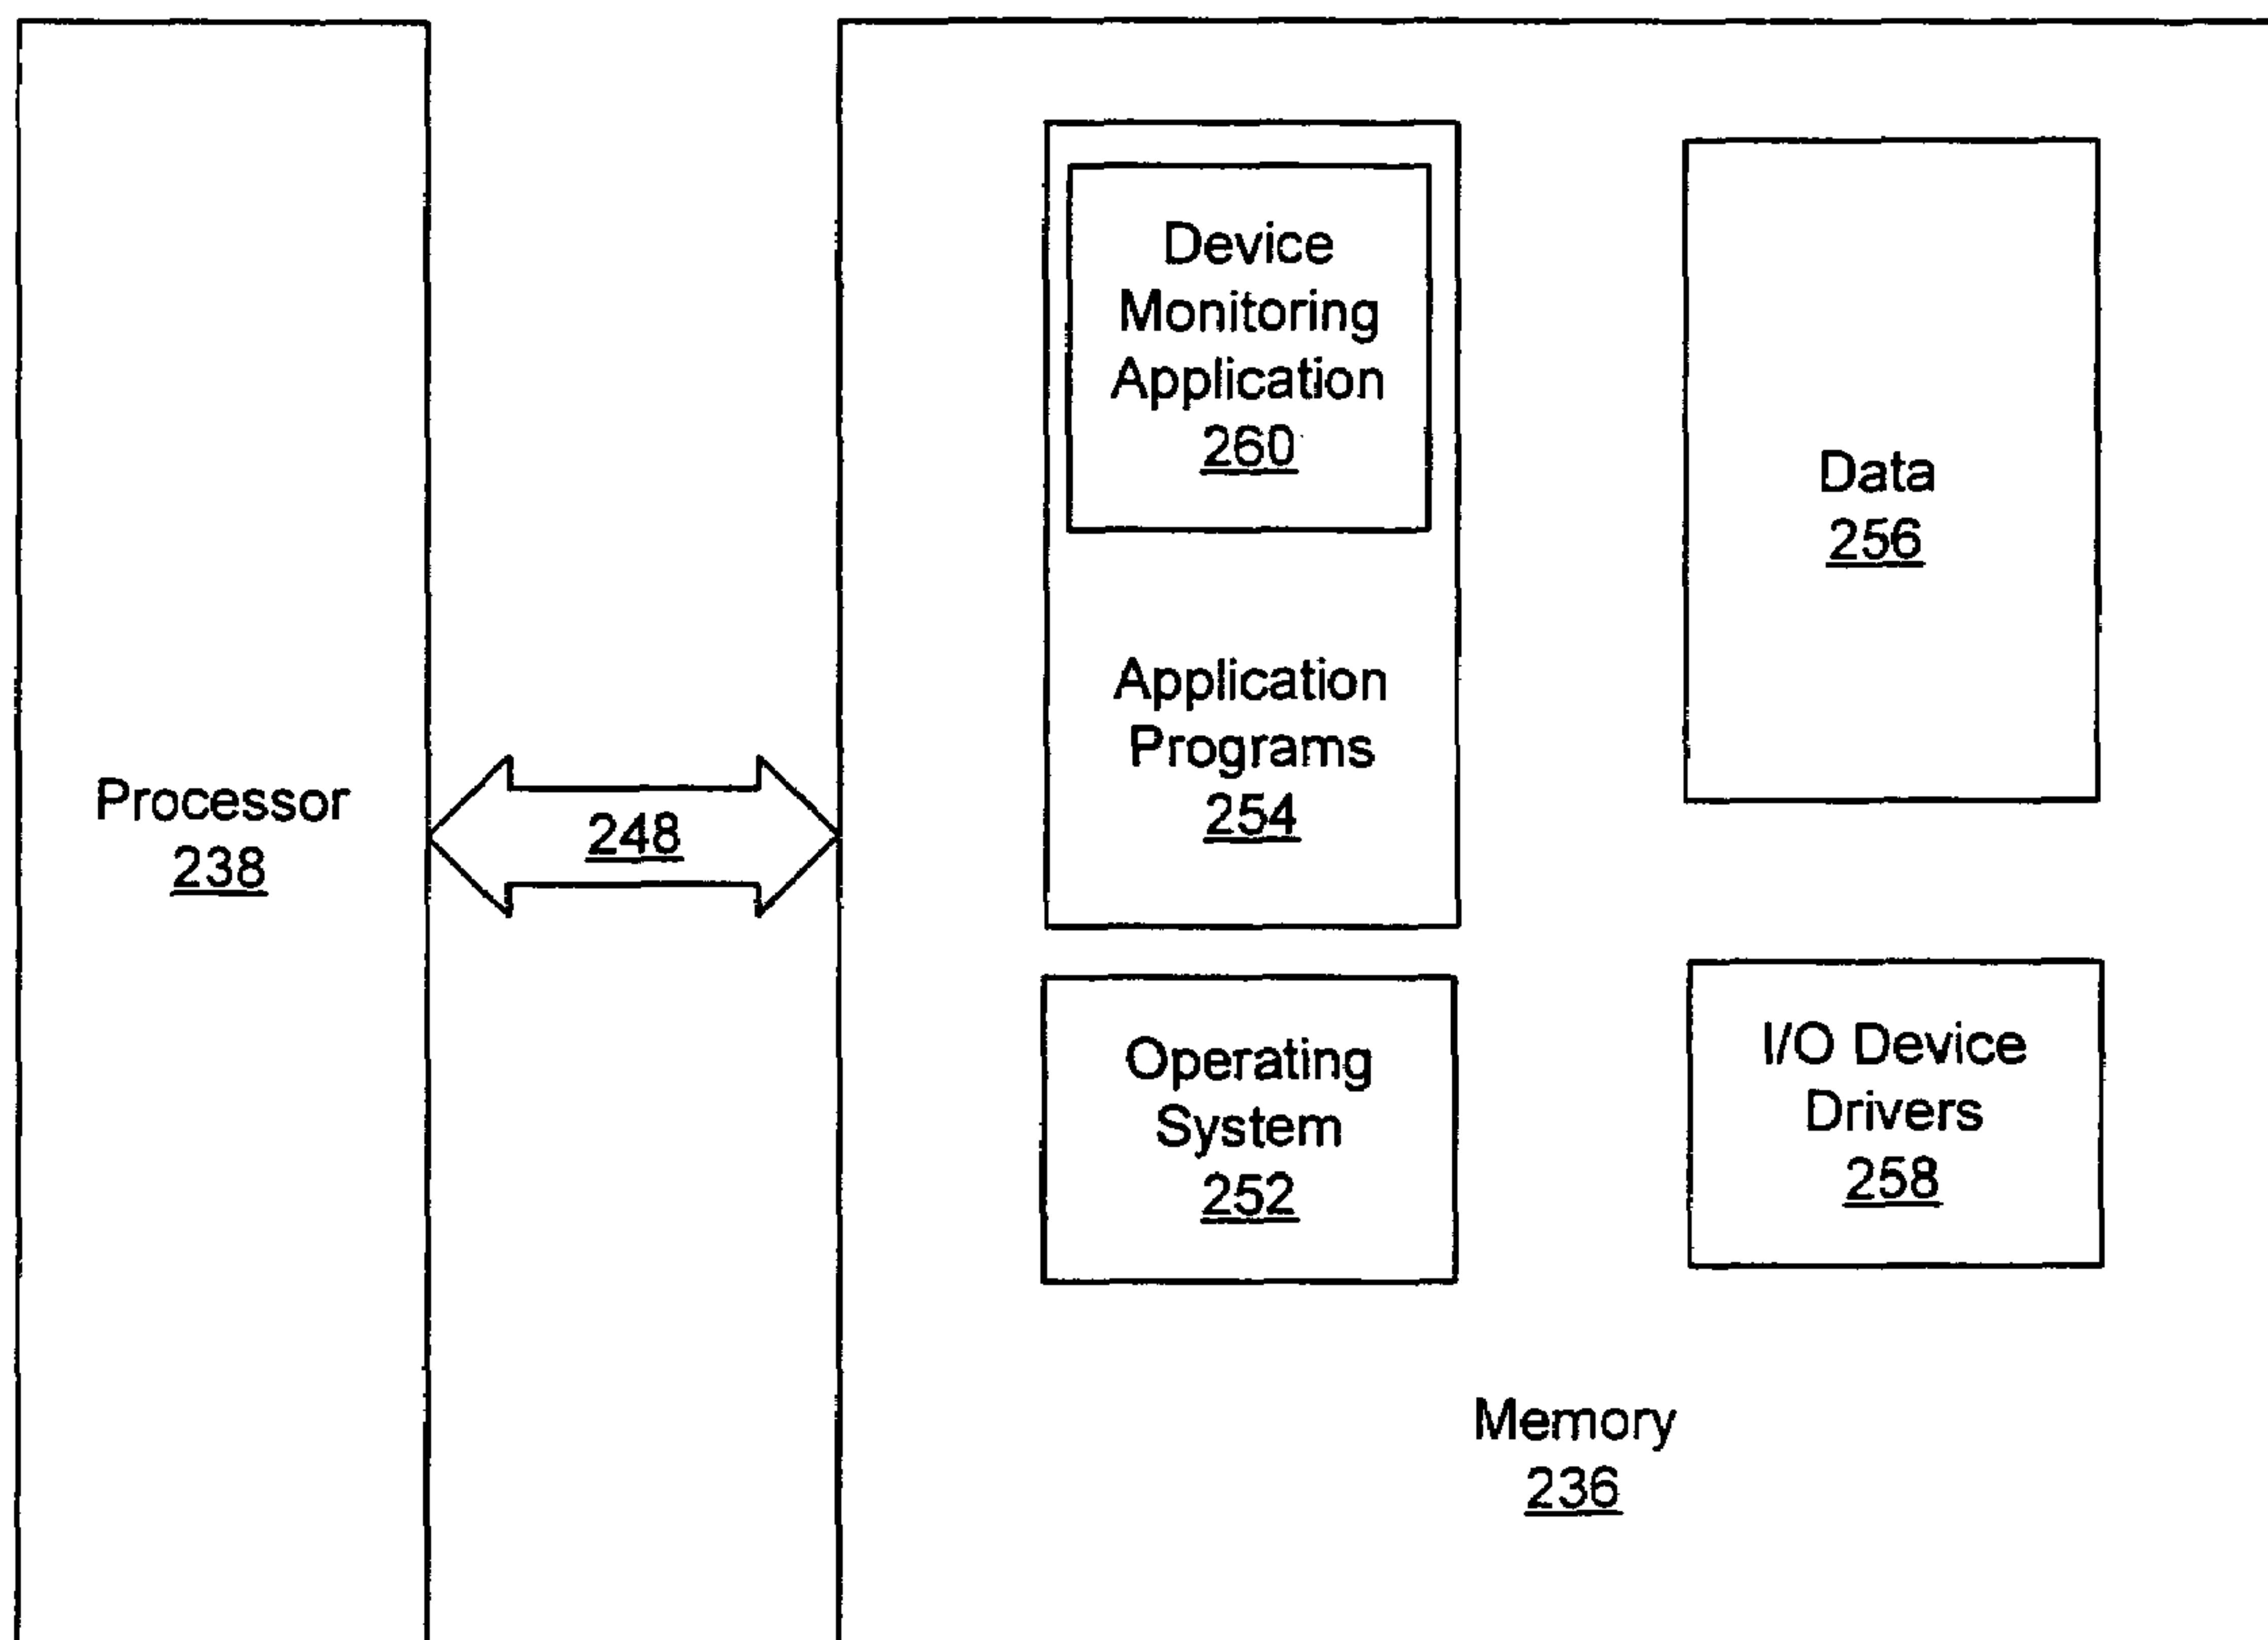 Processor
238
248
Device
Monitoring
Application
260
Application
Programs
254
Data
256
Operating
System
252
I/O Device
Drivers
258
Memory
236